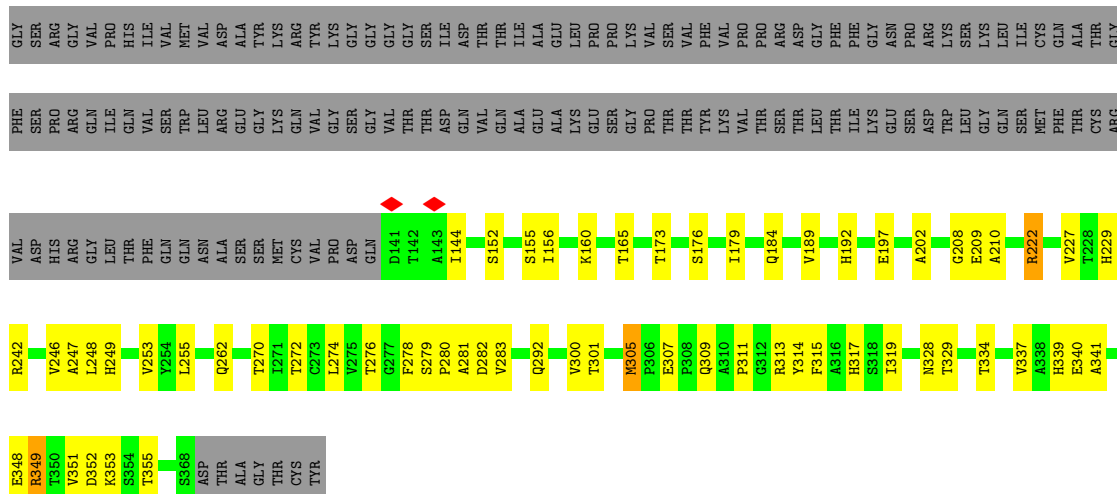 GLY SER ARG GLY VAL PRO HIS ILE VAL MET VAL ASP ALA TYR LYS ARG TYR LYS GLY GLY GLY GLY SER ILE ASP THR THR ILE ALA GLU LEU PRO PRO LYS VAL SER VAL PHE VAL PRO PRO ARG ASP GLY PHE PHE GLY ASN PRO ARG LYS SER LYS LEU ILE CYS GLN ALA THR GLY
PHE SER PRO ARG GLN ILE GLN VAL SER TRP LEU ARG GLU GLY LYS GLN VAL GLY SER GLY VAL THR THR ASP GLN VAL GLN ALA GLU ALA LYS GLU SER GLY PRO THR THR TYR LYS VAL THR SER THR LEU THR ILE LYS GLU SER ASP TRP LEU GLY GLN SER MET PHE THR CYS ARG
VAL ASP HIS ARG GLY LEU THR PHE GLN GLN ASN ALA SER SER MET CYS VAL PRO ASP GLN D141 T142 A143 I144 S152 S155 I156 K160 T165 T173 S176 I179 Q184 V189 H192 E197 A202 G208 E209 A210 R222 V227 T228 H229
R242 V246 A247 L248 H249 V253 Y254 L255 Q262 T270 I271 T272 C273 L274 V275 T276 G277 F278 S279 P280 A281 D282 V283 Q292 V300 T301 M305 P306 E307 P308 Q309 A310 P311 G312 R313 Y314 F315 A316 H317 S318 I319 N328 T329 T334 V337 A338 H339 E340 A341
E348 R349 T350 V351 D352 K353 S354 T355 S368 ASP THR ALA GLY THR CYS TYR